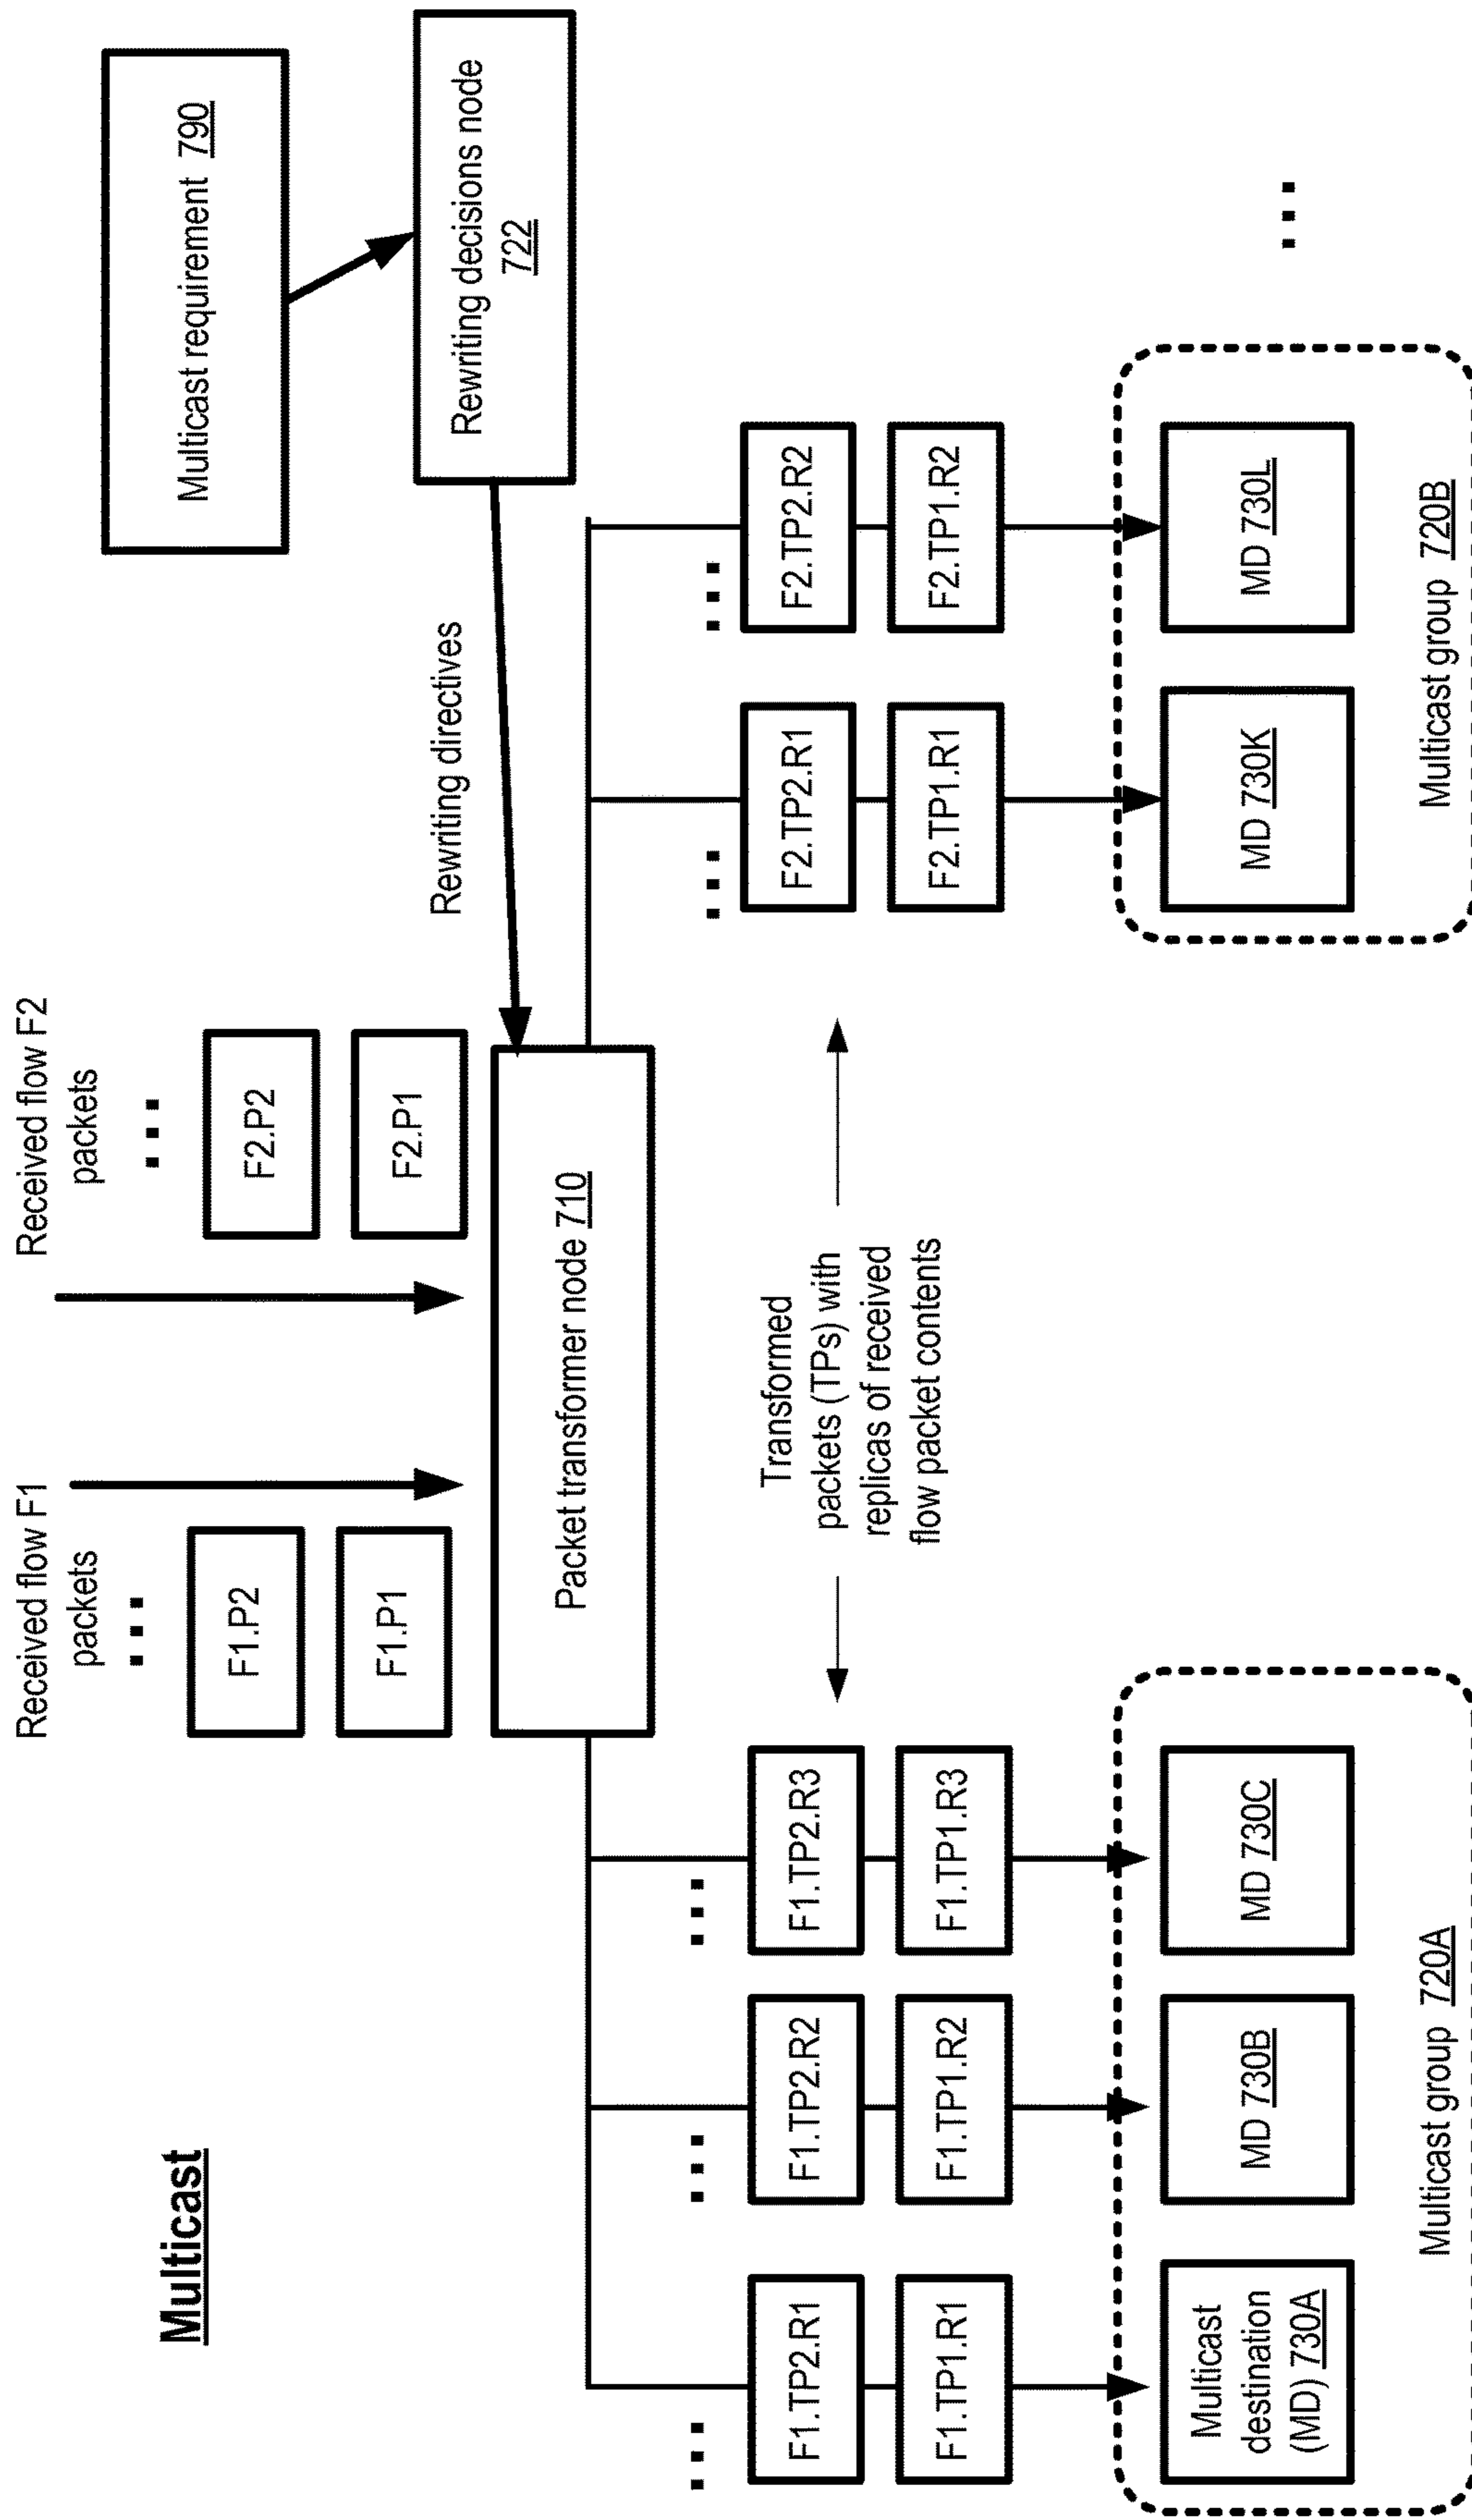 Multicast
Received flow F1
packets
...
F1.P2
F1.P1
Received flow F2
packets
...
F2.P2
F2.P1
Multicast requirement 790
Rewriting decisions node
722
Rewriting directives
Packet transformer node 710
...
F1.TP2.R1
F1.TP1.R1
...
F1.TP2.R2
F1.TP1.R2
...
F1.TP2.R3
F1.TP1.R3
Transformed
packets (TPs) with
replicas of received
flow packet contents
...
F2.TP2.R1
F2.TP1.R1
...
F2.TP2.R2
F2.TP1.R2
...
Multicast
destination
(MD) 730A
MD 730B
MD 730C
Multicast group 720A
MD 730K
MD 730L
Multicast group 720B